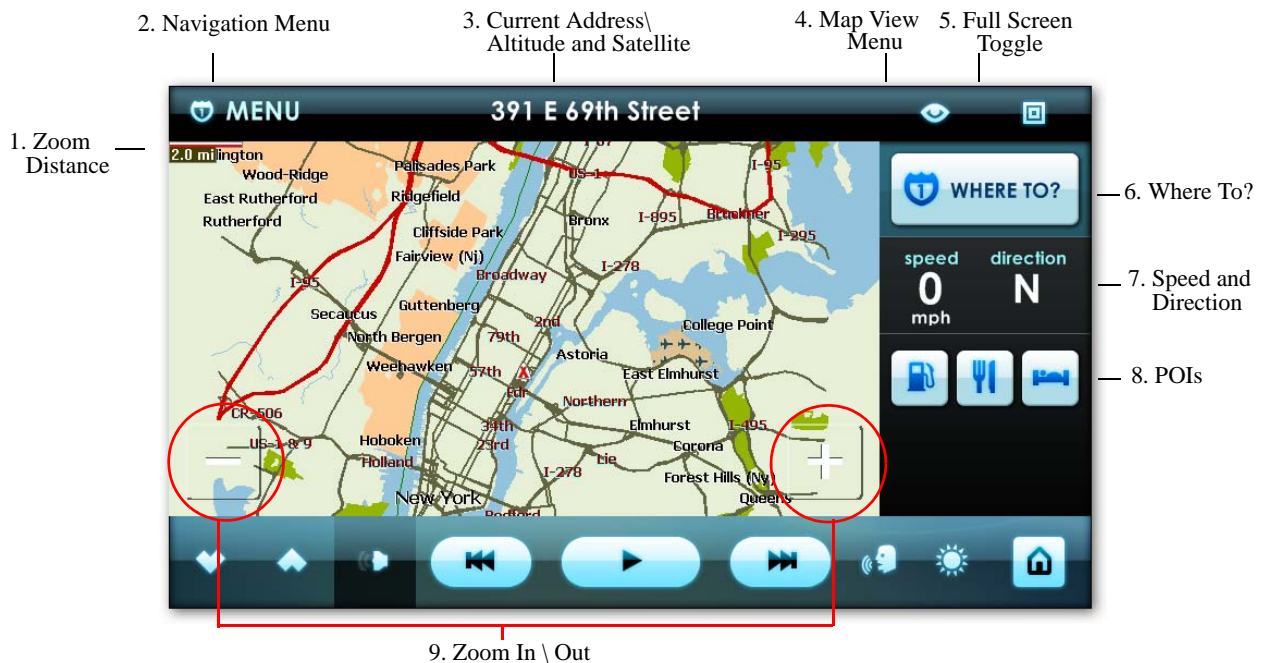 2. Navigation Menu
3. Current Address\
Altitude and Satellite
4. Map View
Menu
5. Full Screen
Toggle
1. Zoom
Distance
MENU
391 E 69th Street
2.0 mi
ington
Wood-Ridge
Palisades Park
US-1
I-95
East Rutherford
Ridgefield
Rutherford
Bronx
I-895
Bruckner
Cliffside Park
I-295
Fairview (Nj)
Broadway
I-278
I-95
Guttenberg
Secaucus
2nd
College Point
North Bergen
79th
Astoria
Weehawken
57th
East Elmhurst
Fdr
Northern
CR-506
34th
Elmhurst
I-495
US-1 & 9
Hoboken
23rd
Corona
Holland
Lie
I-278
Forest Hills (Ny)
New York
Queens
Bedford
WHERE TO?
6. Where To?
speed
direction
0
N
mph
7. Speed and
Direction
8. POIs
9. Zoom In \ Out